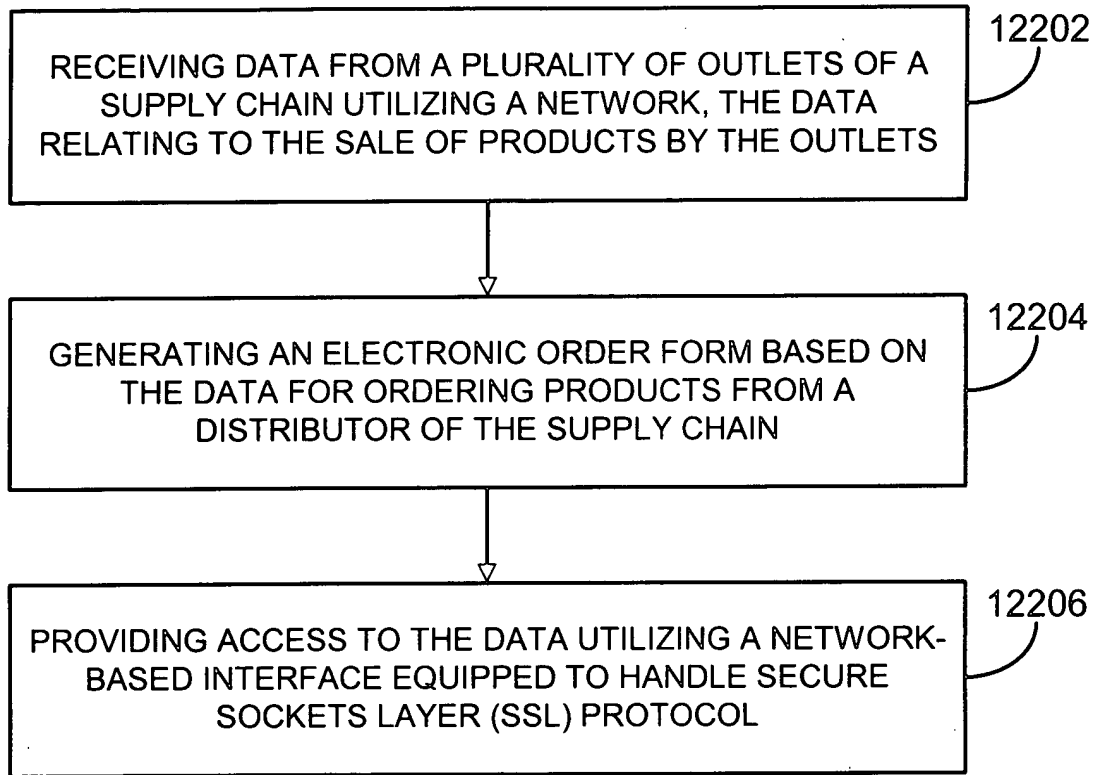 12202
RECEIVING DATA FROM A PLURALITY OF OUTLETS OF A
SUPPLY CHAIN UTILIZING A NETWORK, THE DATA
RELATING TO THE SALE OF PRODUCTS BY THE OUTLETS
12204
GENERATING AN ELECTRONIC ORDER FORM BASED ON
THE DATA FOR ORDERING PRODUCTS FROM A
DISTRIBUTOR OF THE SUPPLY CHAIN
12206
PROVIDING ACCESS TO THE DATA UTILIZING A NETWORK-
BASED INTERFACE EQUIPPED TO HANDLE SECURE
SOCKETS LAYER (SSL) PROTOCOL